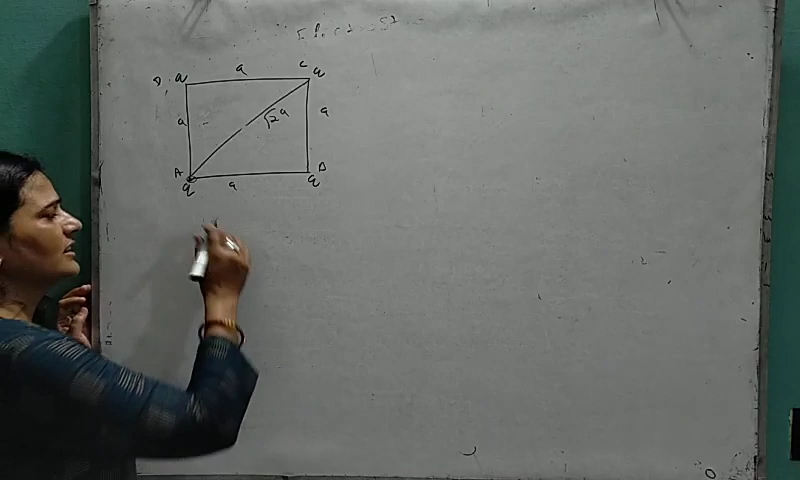 a C
D q q
a √2a a
A B
q a q